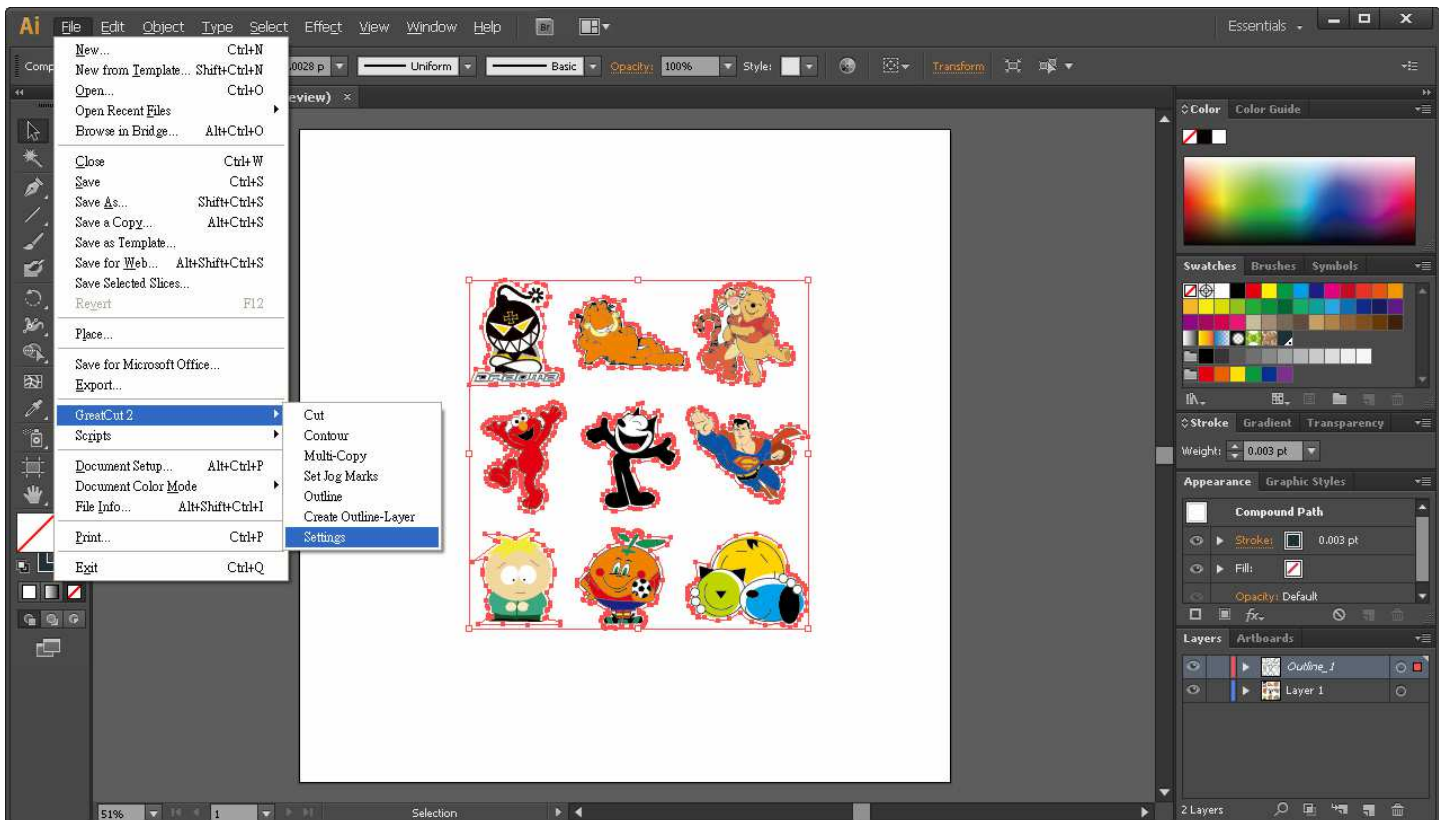 Ai File Edit Object Type Select Effect View Window Help Br Essentials
Comp .0028 p Uniform Basic Opacity: 100% Style: Transform
eview) ×
New... Ctrl+N
New from Template... Shift+Ctrl+N
Open... Ctrl+O
Open Recent Files
Browse in Bridge... Alt+Ctrl+O
Close Ctrl+W
Save Ctrl+S
Save As... Shift+Ctrl+S
Save a Copy... Alt+Ctrl+S
Save as Template...
Save for Web... Alt+Shift+Ctrl+S
Save Selected Slices...
Revert F12
Place...
Save for Microsoft Office...
Export...
GreatCut 2
Scripts
Document Setup... Alt+Ctrl+P
Document Color Mode
File Info... Alt+Shift+Ctrl+I
Print... Ctrl+P
Exit Ctrl+Q
Cut
Contour
Multi-Copy
Set Jog Marks
Outline
Create Outline-Layer
Settings
Color Color Guide
Swatches Brushes Symbols
Stroke Gradient Transparency
Weight: 0.003 pt
Appearance Graphic Styles
Compound Path
Stroke: 0.003 pt
Fill:
Opacity: Default
fx
Layers Artboards
Outline_1
Layer 1
2 Layers
51% 1 Selection